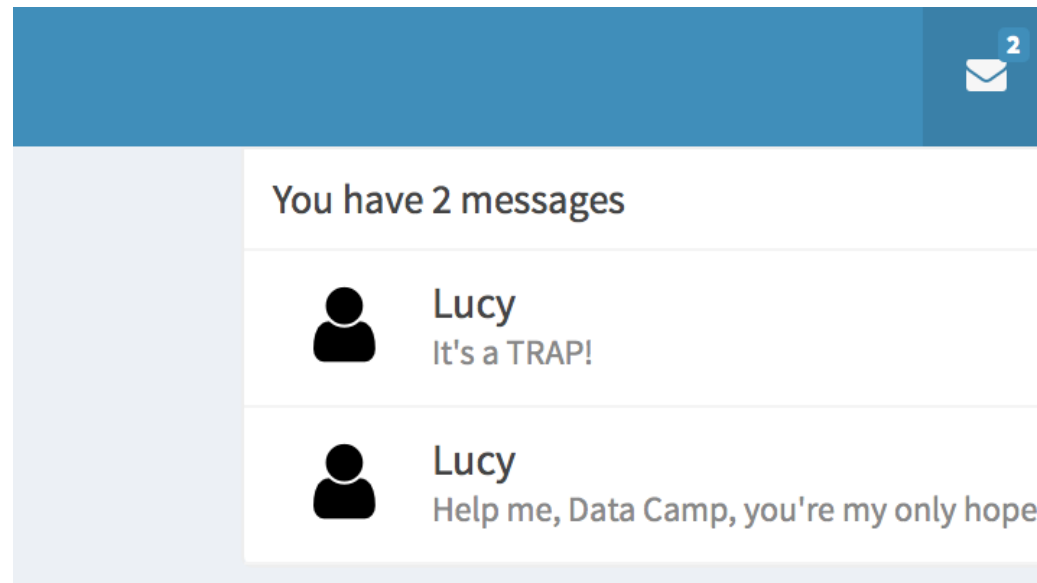 2
You have 2 messages
Lucy
It's a TRAP!
Lucy
Help me, Data Camp, you're my only hope